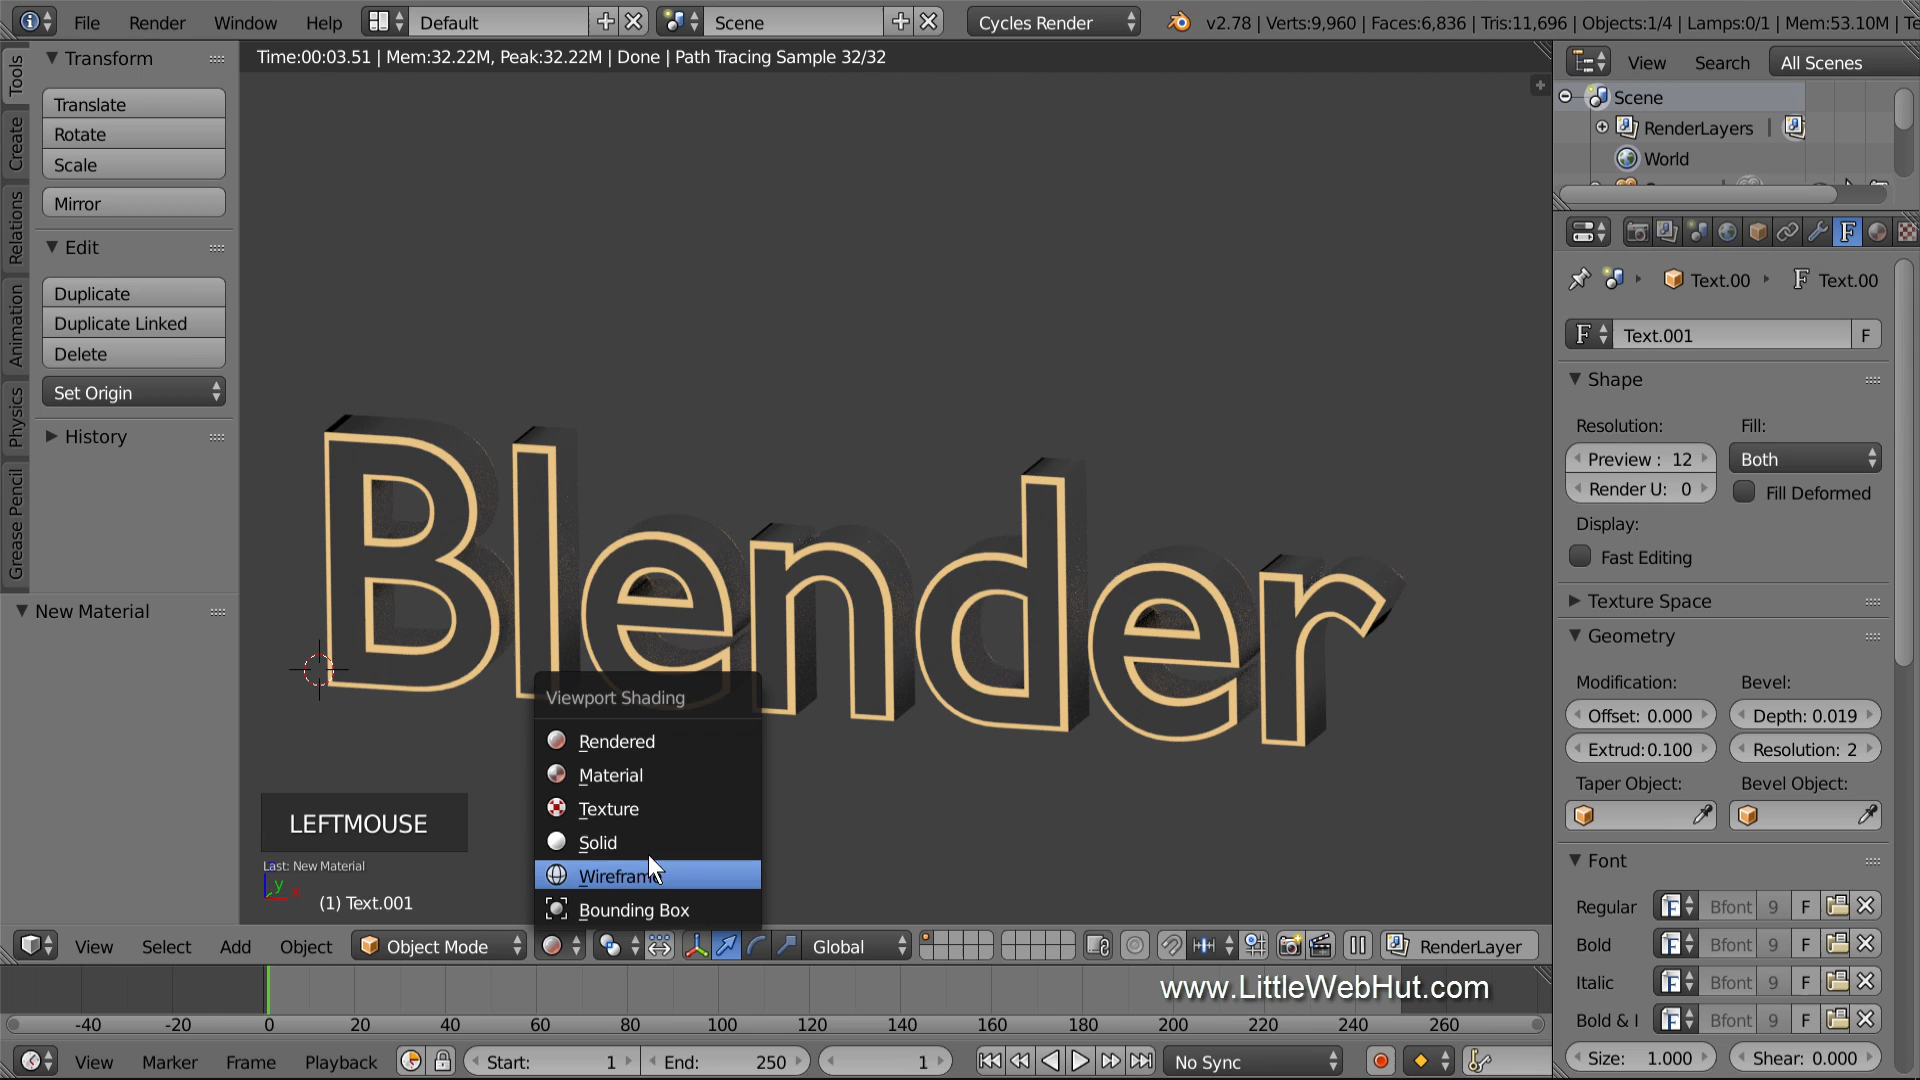 File Render Window Help Default Scene Cycles Render v2.78 | Verts:9,960 | Faces:6,836 | Tris:11,696 | Objects:1/4 | Lamps:0/1 | Mem:53.10M |
Time:00:03.51 | Mem:32.22M, Peak:32.22M | Done | Path Tracing Sample 32/32
Tools
Create
Relations
Animation
Physics
Grease Pencil
Transform
Translate
Rotate
Scale
Mirror
Edit
Duplicate
Duplicate Linked
Delete
Set Origin
History
New Material
Blender
Viewport Shading
Rendered
Material
Texture
Solid
Wireframe
Bounding Box
LEFTMOUSE
Last: New Material
y x
(1) Text.001
View Select Add Object Object Mode Global RenderLayer
www.LittleWebHut.com
-40 -20 0 20 40 60 80 100 120 140 160 180 200 220 240 260
View Marker Frame Playback Start: 1 End: 250 1 No Sync
View Search All Scenes
Scene
RenderLayers |
World
Text.00 F Text.00
F Text.001 F
Shape
Resolution: Fill:
Preview : 12 Both
Render U: 0 Fill Deformed
Display:
Fast Editing
Texture Space
Geometry
Modification: Bevel:
Offset: 0.000 Depth: 0.019
Extrud:0.100 Resolution: 2
Taper Object: Bevel Object:
Font
Regular F Bfont 9 F
Bold F Bfont 9 F
Italic F Bfont 9 F
Bold & I F Bfont 9 F
Size: 1.000 Shear: 0.000